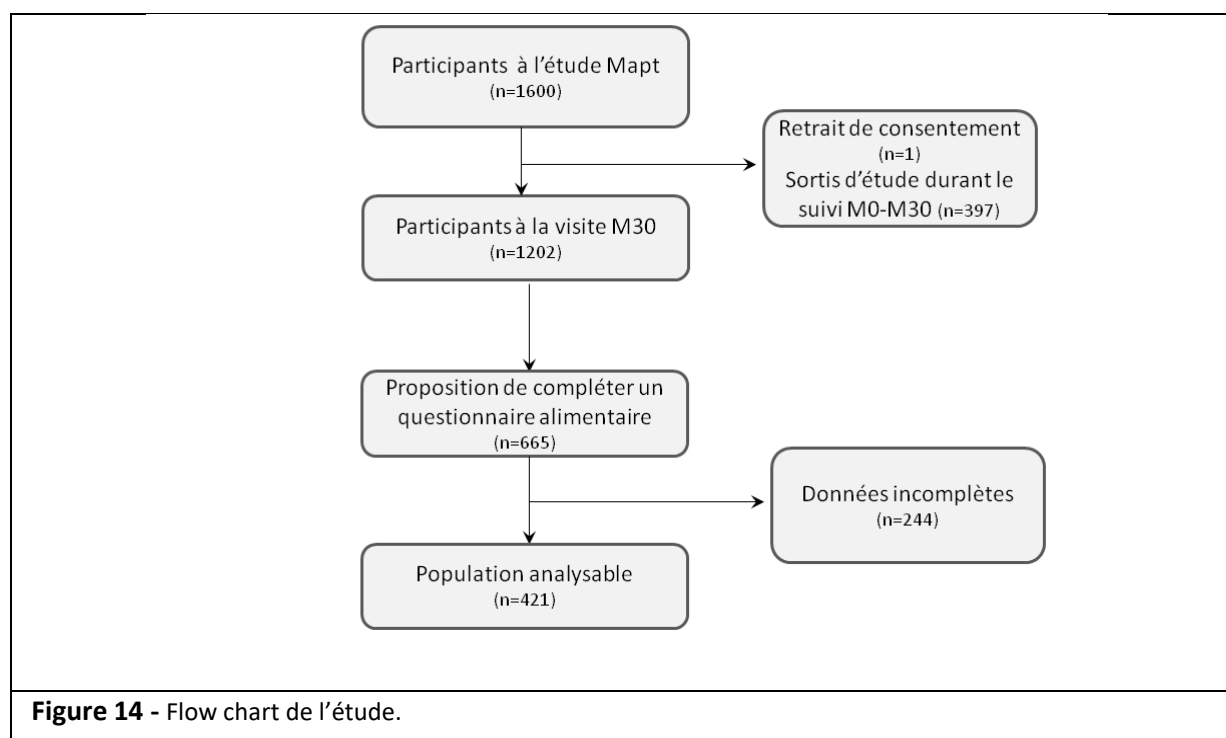 Participants à l'étude Mapt
(n=1600)
Retrait de consentement
(n=1)
Sortis d'étude durant le
suivi M0-M30 (n=397)
Participants à la visite M30
(n=1202)
Proposition de compléter un
questionnaire alimentaire
(n=665)
Données incomplètes
(n=244)
Population analysable
(n=421)
Figure 14 - Flow chart de l'étude.